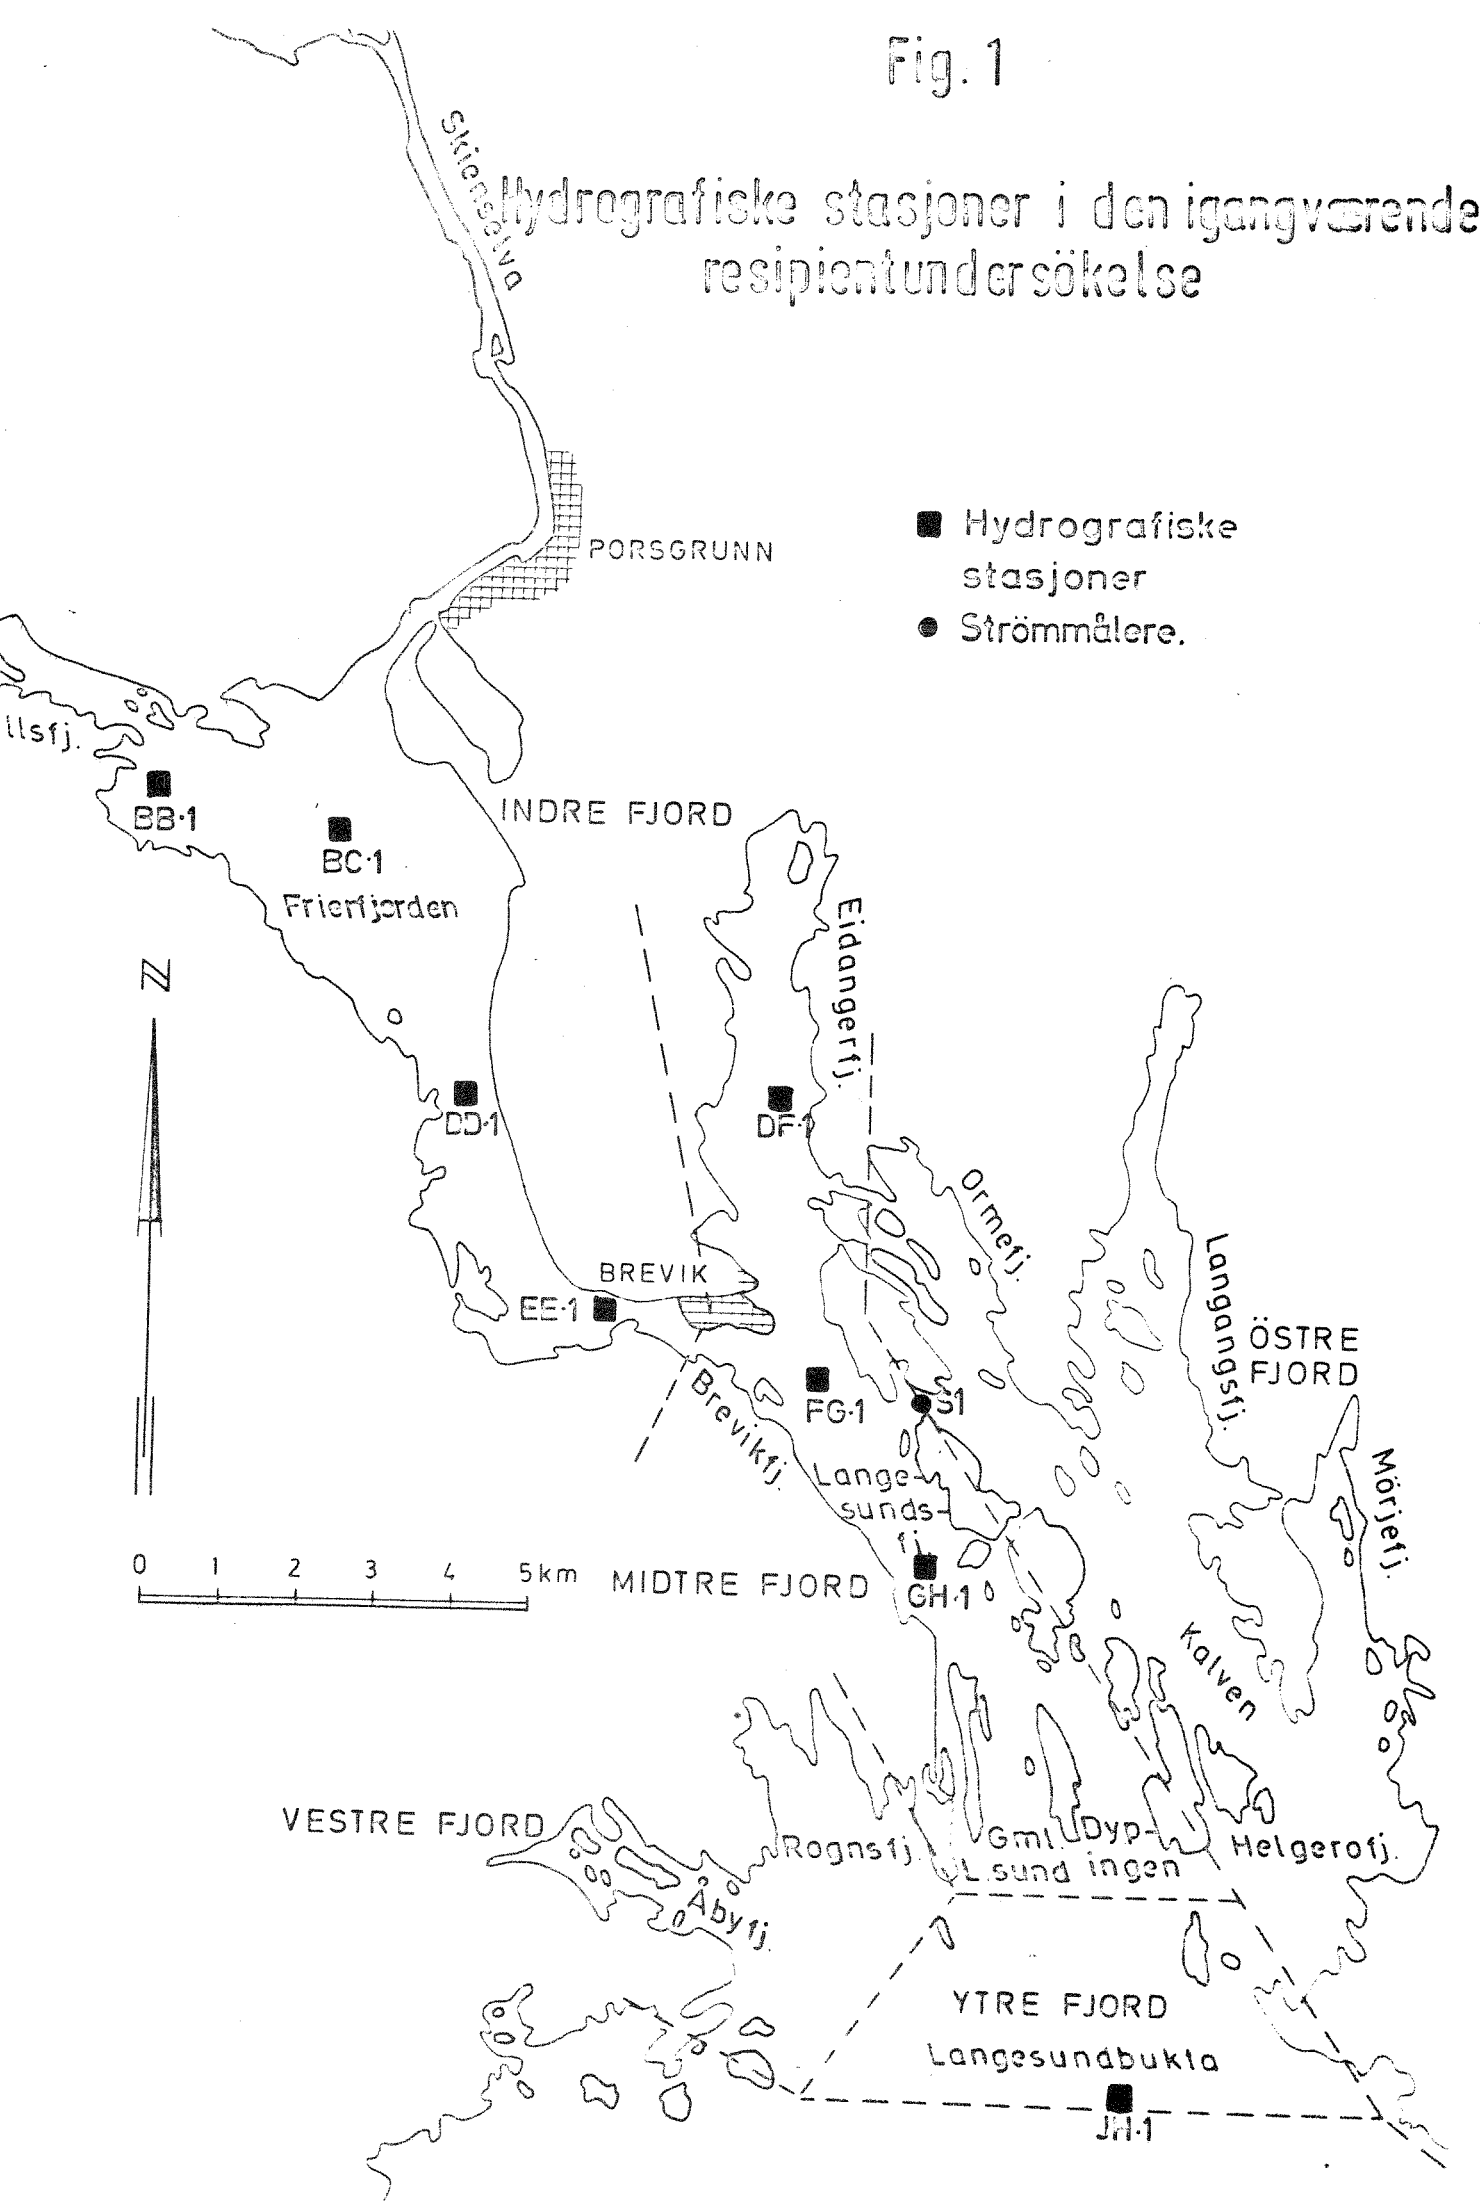 Fig. 1
Skienselva
Hydrografiske stasjoner i den igangværende
resipientundersökelse
Hydrografiske
stasjoner
Strömmålere.
PORSGRUNN
llsfj.
BB·1
BC·1
Frierfjorden
INDRE FJORD
Eidangerfj.
N
DD·1
DF·1
Ormefj.
Langangsfj.
BREVIK
EE·1
ÖSTRE
FJORD
FG·1
S1
Brevikfj.
Lange-
sunds-
fj.
Mörjefj.
0 1 2 3 4 5 km
MIDTRE FJORD
GH·1
Kalven
VESTRE FJORD
Rognsfj.
Gml.
L.sund
Dyp-
ingen
Helgerofj.
Åbyfj.
YTRE FJORD
Langesundbukta
JH·1